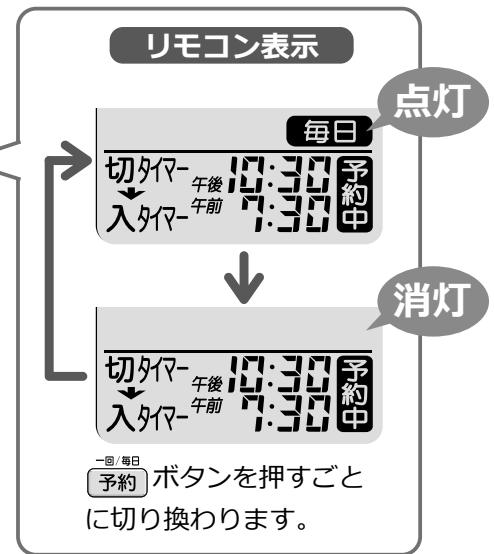 リモコン表示
点灯
毎日
切タイマー 午後 10:30 予約中
入タイマー 午前 7:30
消灯
切タイマー 午後 10:30 予約中
入タイマー 午前 7:30
一回/毎日
予約 ボタンを押すごと
に切り換わります。